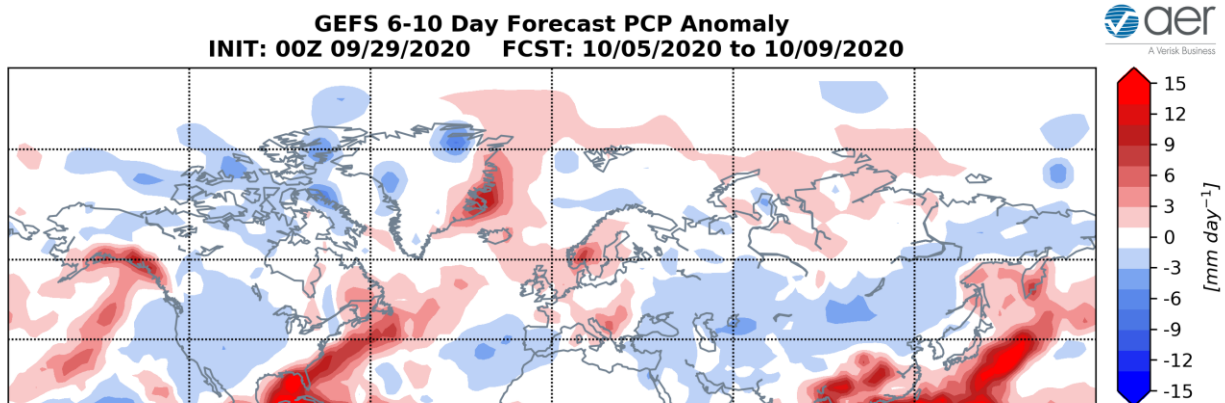 GEFS 6-10 Day Forecast PCP Anomaly
INIT: 00Z 09/29/2020 FCST: 10/05/2020 to 10/09/2020
aer
A Verisk Business
15
12
9
6
3
0
-3
-6
-9
-12
-15
[mm day⁻¹]